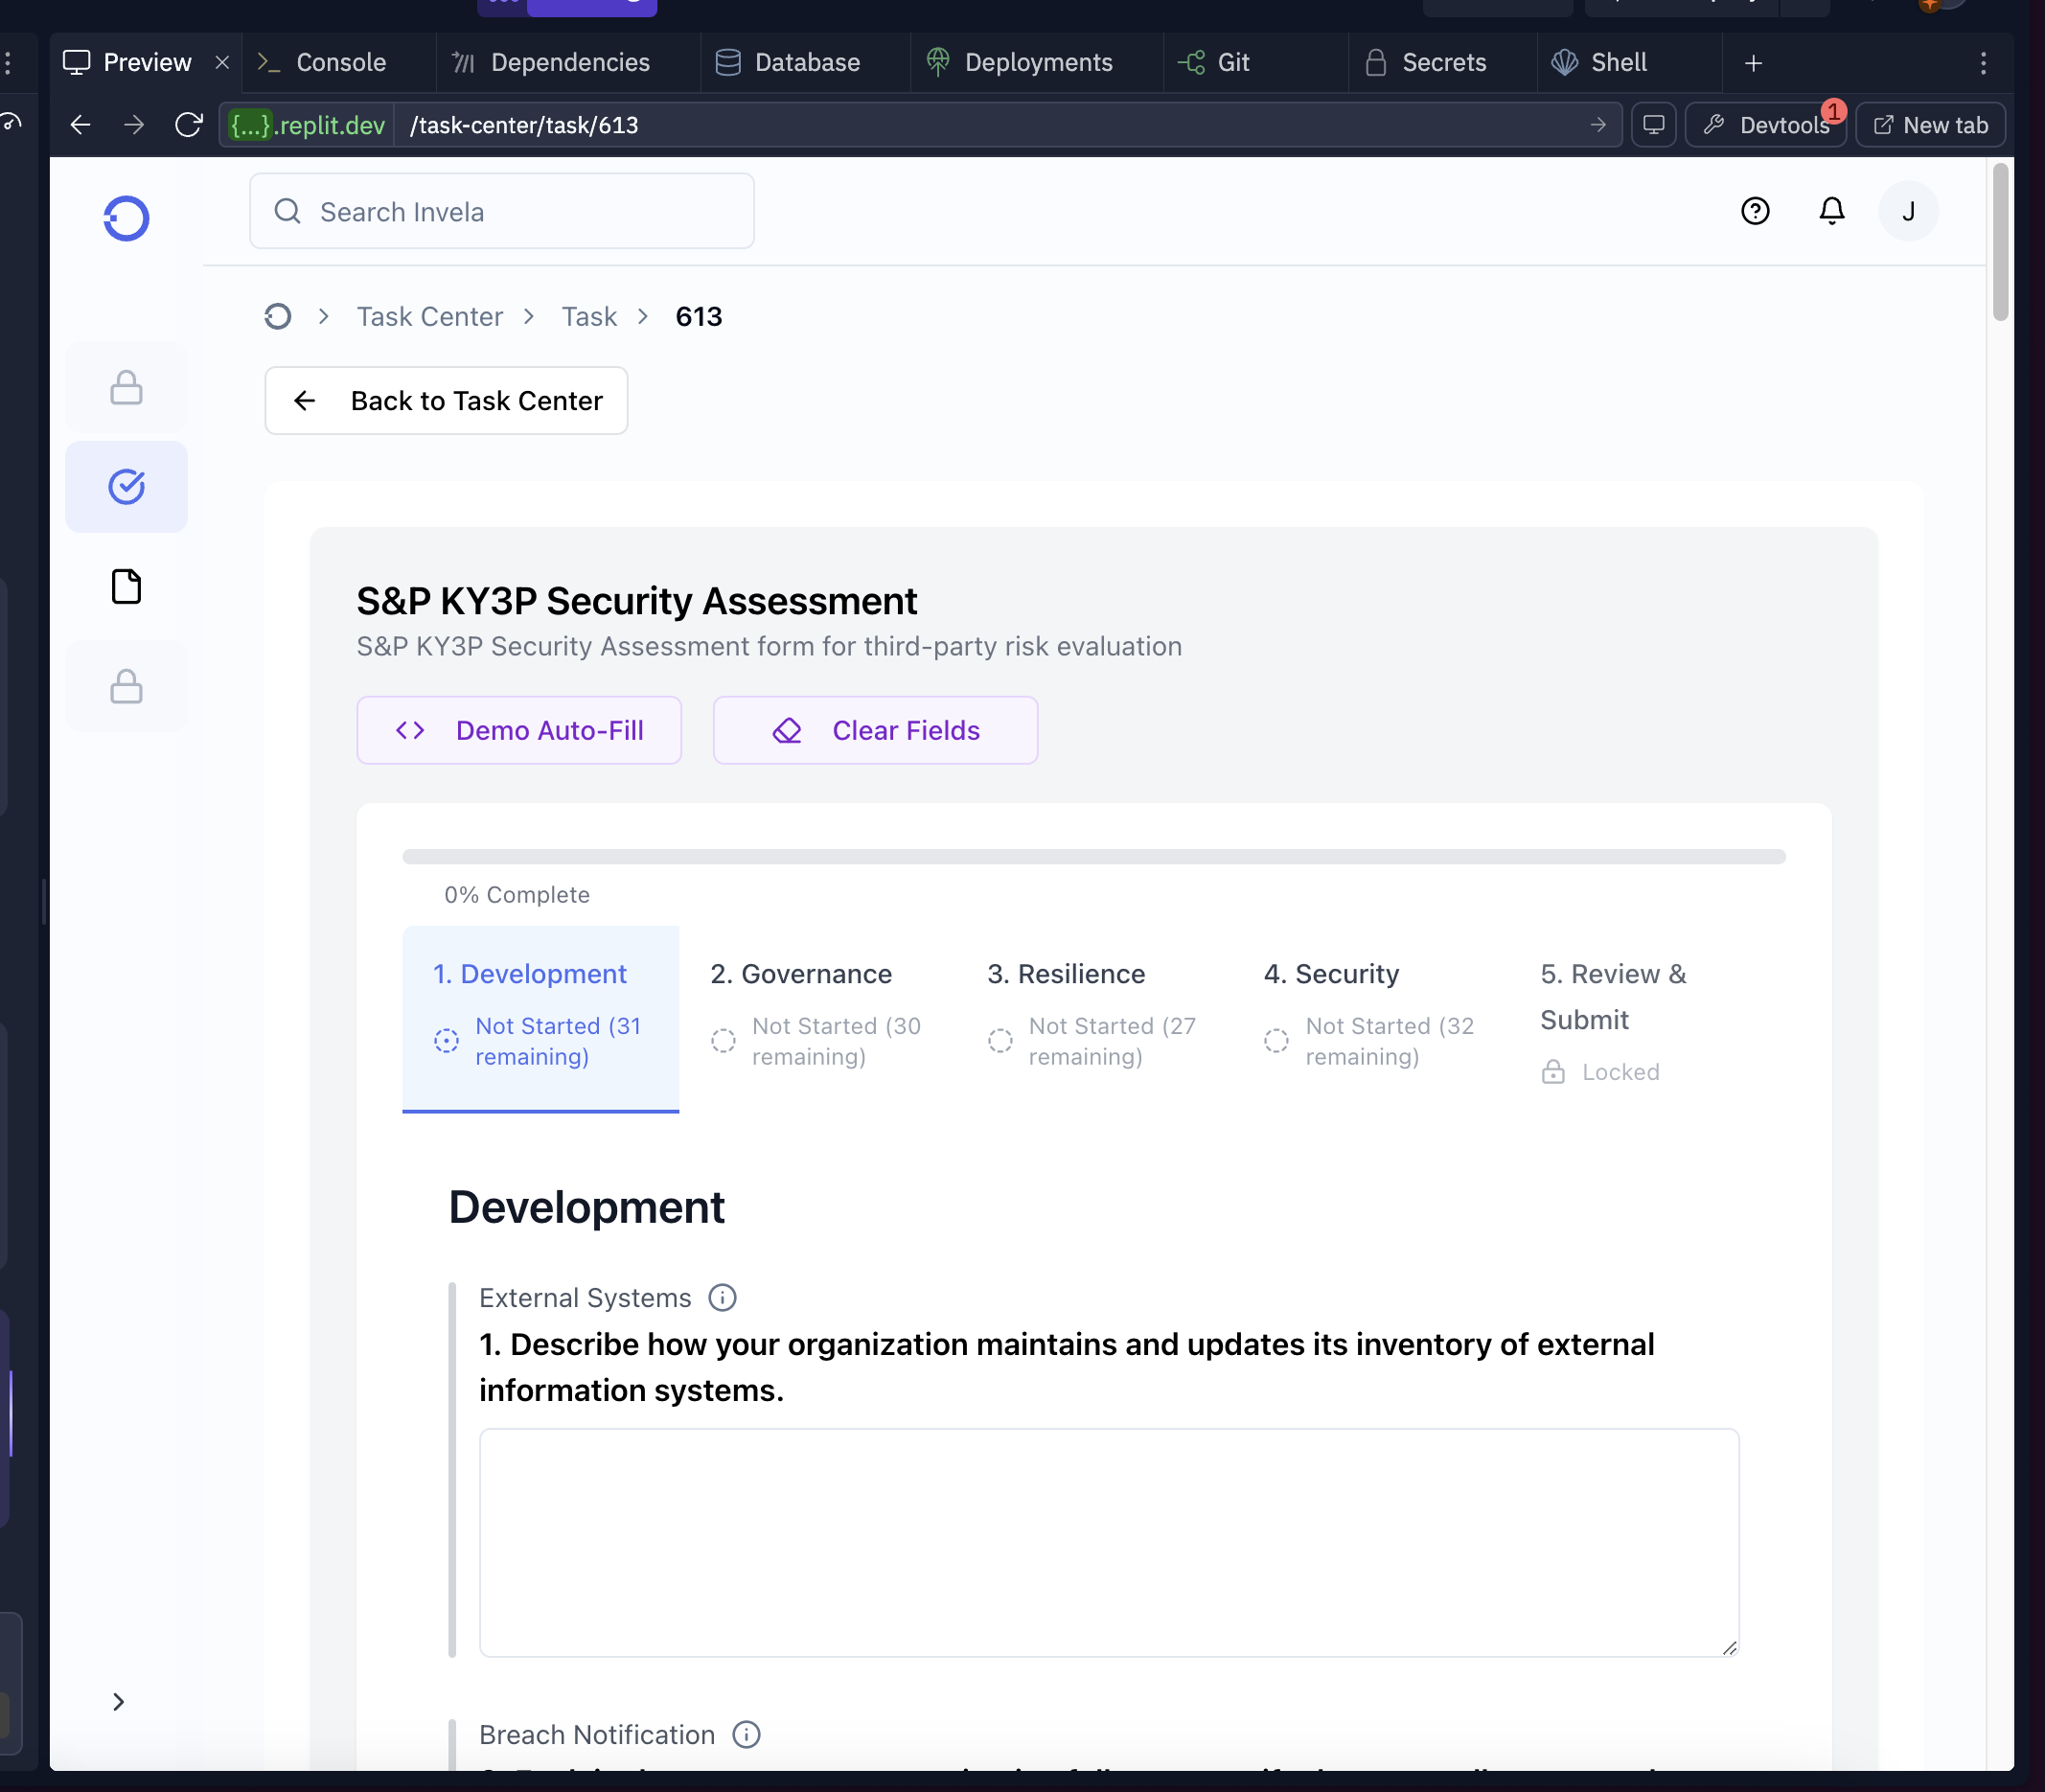 Preview
Console
Dependencies
Database
Deployments
Git
Secrets
Shell
{...}.replit.dev
/task-center/task/613
Devtools
1
New tab
Search Invela
J
Task Center
Task
613
Back to Task Center
S&P KY3P Security Assessment
S&P KY3P Security Assessment form for third-party risk evaluation
Demo Auto-Fill
Clear Fields
0% Complete
1. Development
Not Started (31
remaining)
2. Governance
Not Started (30
remaining)
3. Resilience
Not Started (27
remaining)
4. Security
Not Started (32
remaining)
5. Review &
Submit
Locked
Development
External Systems
1. Describe how your organization maintains and updates its inventory of external
information systems.
Breach Notification